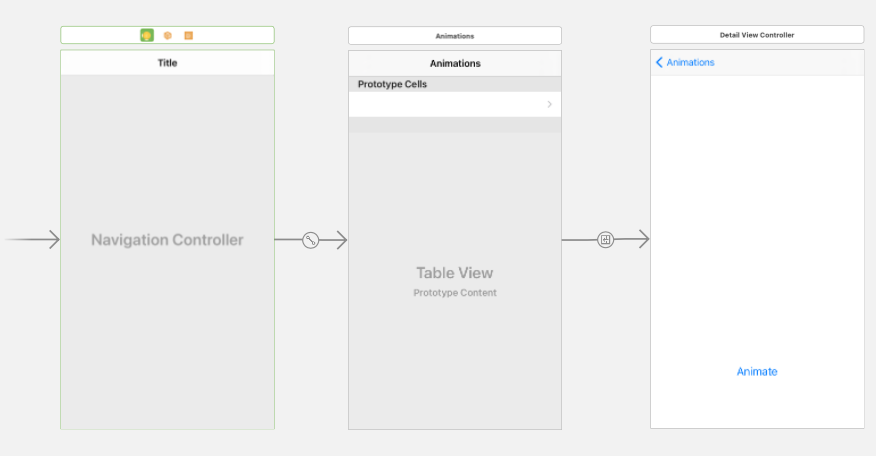 Title
Navigation Controller
Animations
Animations
Prototype Cells
Table View
Prototype Content
Detail View Controller
Animations
Animate